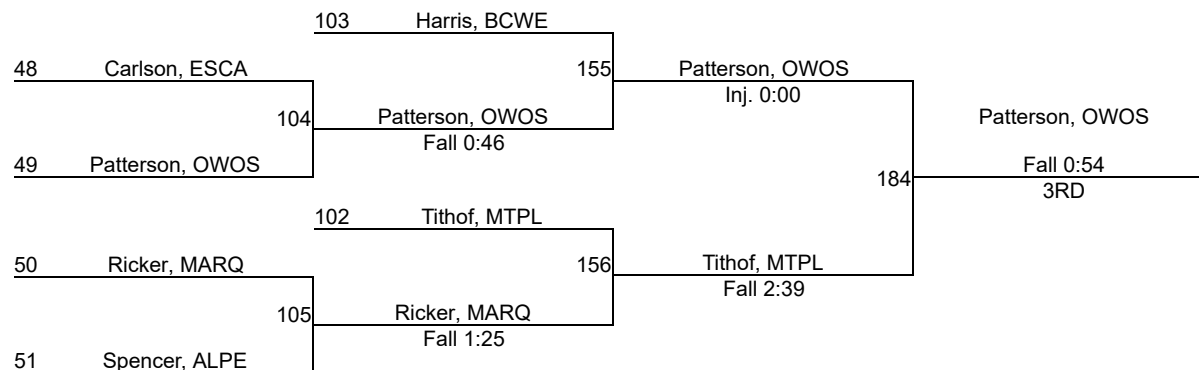 103 Harris, BCWE
48 Carlson, ESCA
155 Patterson, OWOS
Inj. 0:00
104 Patterson, OWOS
Fall 0:46
Patterson, OWOS
49 Patterson, OWOS
184 Fall 0:54
3RD
102 Tithof, MTPL
50 Ricker, MARQ
156 Tithof, MTPL
Fall 2:39
105 Ricker, MARQ
Fall 1:25
51 Spencer, ALPE